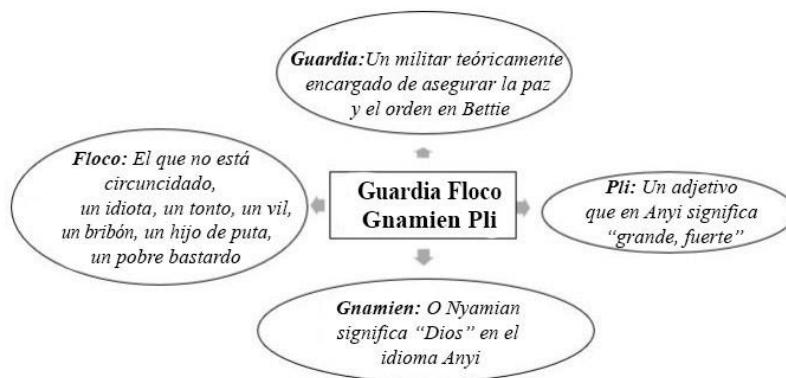 Guardia:Un militar teóricamente
encargado de asegurar la paz
y el orden en Bettie
Floco: El que no está
circuncidado,
un idiota, un tonto, un vil,
un bribón, un hijo de puta,
un pobre bastardo
Guardia Floco
Gnamien Pli
Pli: Un adjetivo
que en Anyi significa
“grande, fuerte”
Gnamien: O Nyamian
significa “Dios” en el
idioma Anyi